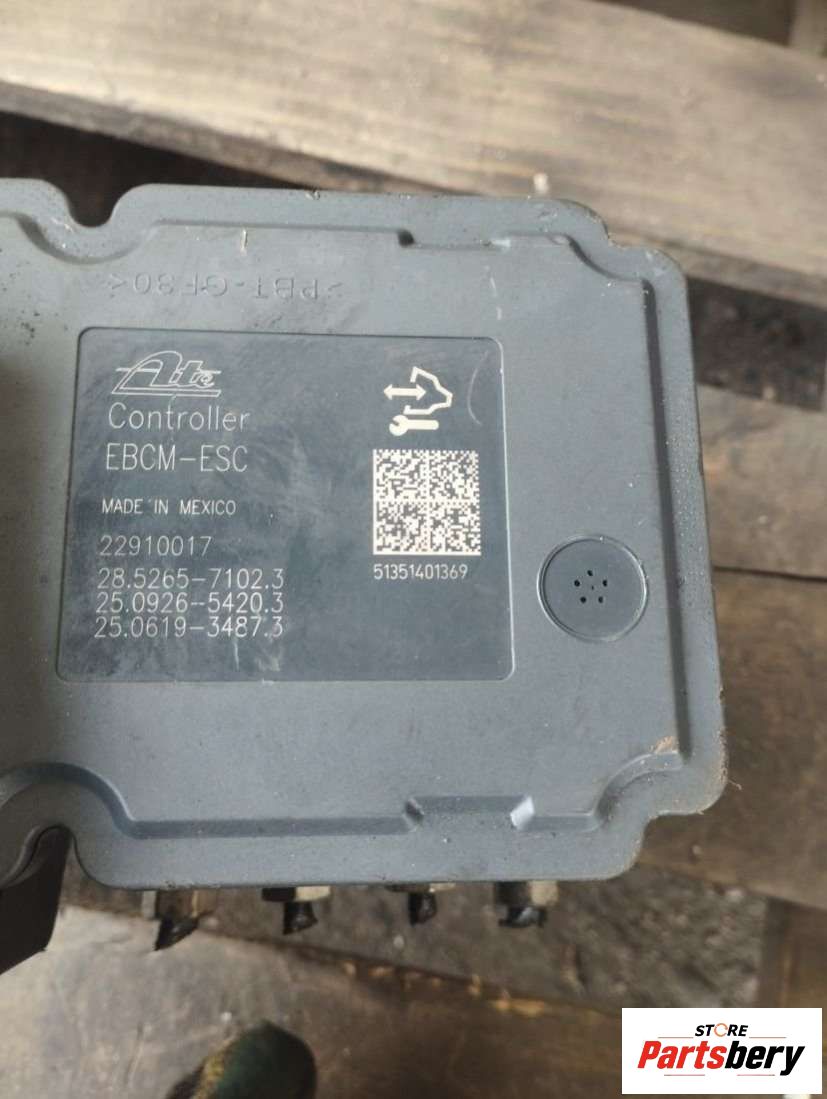 >PBT-GF30<
Ate
Controller
EBCM-ESC
MADE IN MEXICO
22910017
28.5265-7102.3
25.0926-5420.3
25.0619-3487.3
51351401369
STORE
Partsbery